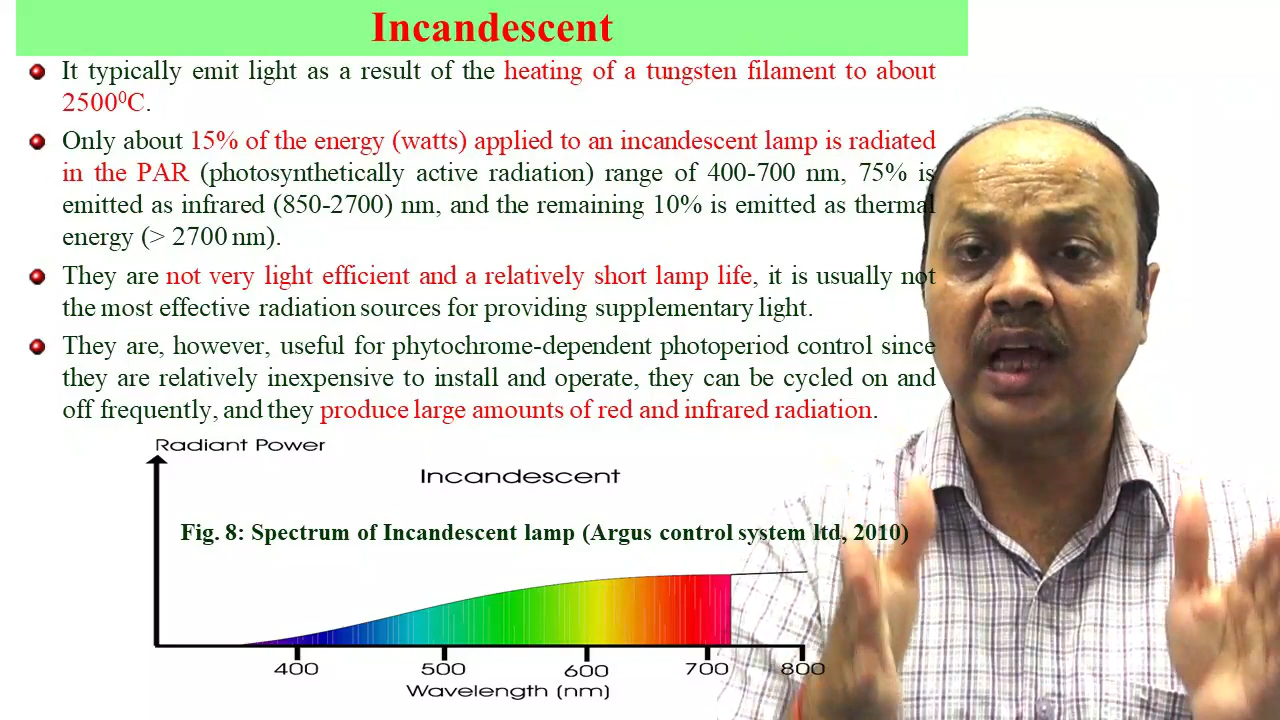 Incandescent
It typically emit light as a result of the heating of a tungsten filament to about
2500⁰C.
Only about 15% of the energy (watts) applied to an incandescent lamp is radiated
in the PAR (photosynthetically active radiation) range of 400-700 nm, 75% is
emitted as infrared (850-2700) nm, and the remaining 10% is emitted as thermal
energy (> 2700 nm).
They are not very light efficient and a relatively short lamp life, it is usually not
the most effective radiation sources for providing supplementary light.
They are, however, useful for phytochrome-dependent photoperiod control since
they are relatively inexpensive to install and operate, they can be cycled on and
off frequently, and they produce large amounts of red and infrared radiation.
Radiant Power
Incandescent
Fig. 8: Spectrum of Incandescent lamp (Argus control system ltd, 2010)
400 500 600 700 800
Wavelength (nm)